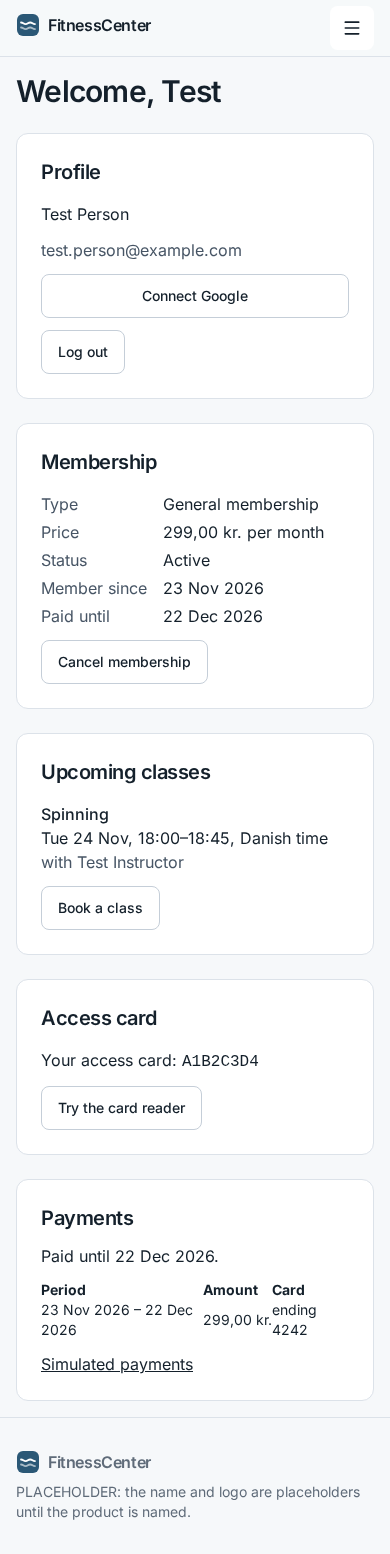 FitnessCenter
Welcome, Test
Profile
Test Person
test.person@example.com
Connect Google
Log out
Membership
Type General membership
Price 299,00 kr. per month
Status Active
Member since 23 Nov 2026
Paid until 22 Dec 2026
Cancel membership
Upcoming classes
Spinning
Tue 24 Nov, 18:00–18:45, Danish time
with Test Instructor
Book a class
Access card
Your access card: A1B2C3D4
Try the card reader
Payments
Paid until 22 Dec 2026.
Period Amount Card
23 Nov 2026 – 22 Dec 2026 299,00 kr. ending 4242
Simulated payments
FitnessCenter
PLACEHOLDER: the name and logo are placeholders
until the product is named.